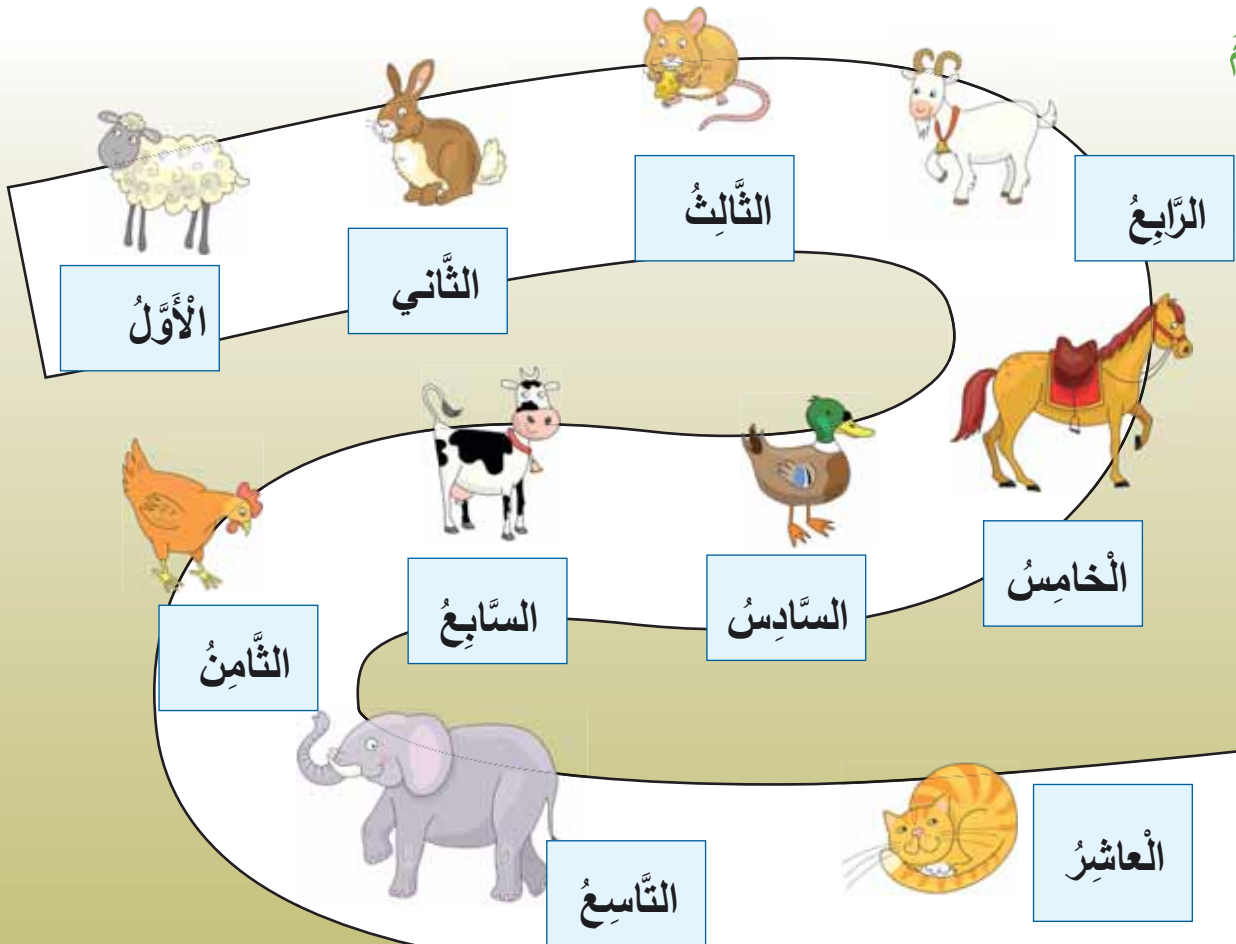 الْأَوَّلُ
الثَّاني
الثَّالِثُ
الرَّابِعُ
الْخامِسُ
السَّادِسُ
السَّابِعُ
الثَّامِنُ
التَّاسِعُ
الْعاشِرُ